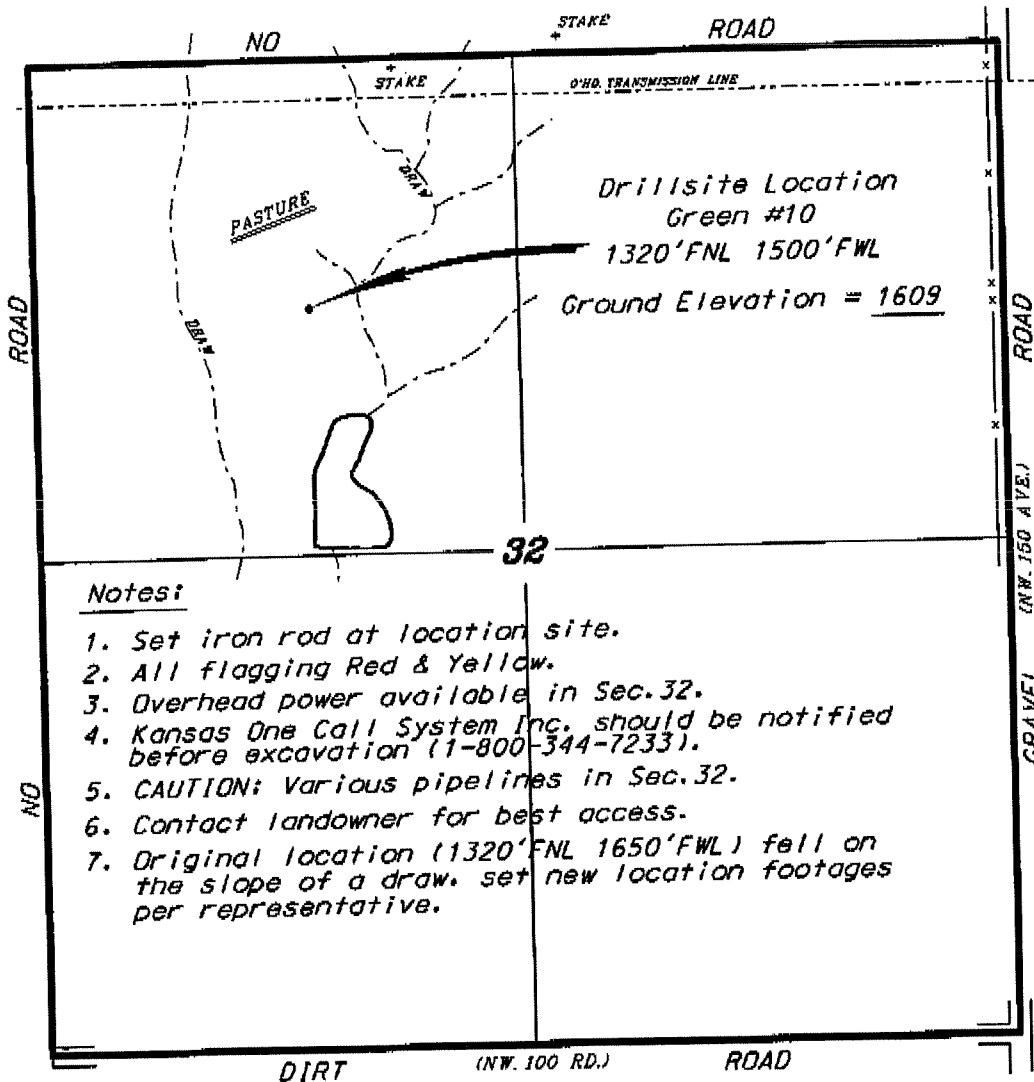 STAKE
NO ROAD
STAKE
O'HD. TRANSMISSION LINE
DRAW
PASTURE
Drillsite Location
Green #10
1320'FNL 1500'FWL
Ground Elevation = 1609
ROAD
DRAW
ROAD
32
(NW. 150 AVE.)
Notes:
1. Set iron rod at location site.
2. All flagging Red & Yellow.
3. Overhead power available in Sec.32.
4. Kansas One Call System Inc. should be notified
before excavation (1-800-344-7233).
5. CAUTION: Various pipelines in Sec.32.
6. Contact landowner for best access.
7. Original location (1320'FNL 1650'FWL) fell on
the slope of a draw. set new location footages
per representative.
NO
GRAVEL
DIRT (NW. 100 RD.) ROAD